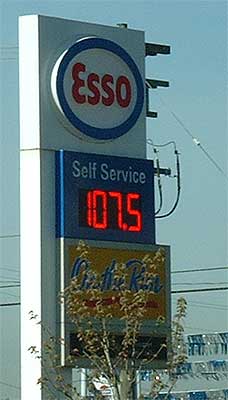 Esso
Self Service
107.5
On the Run